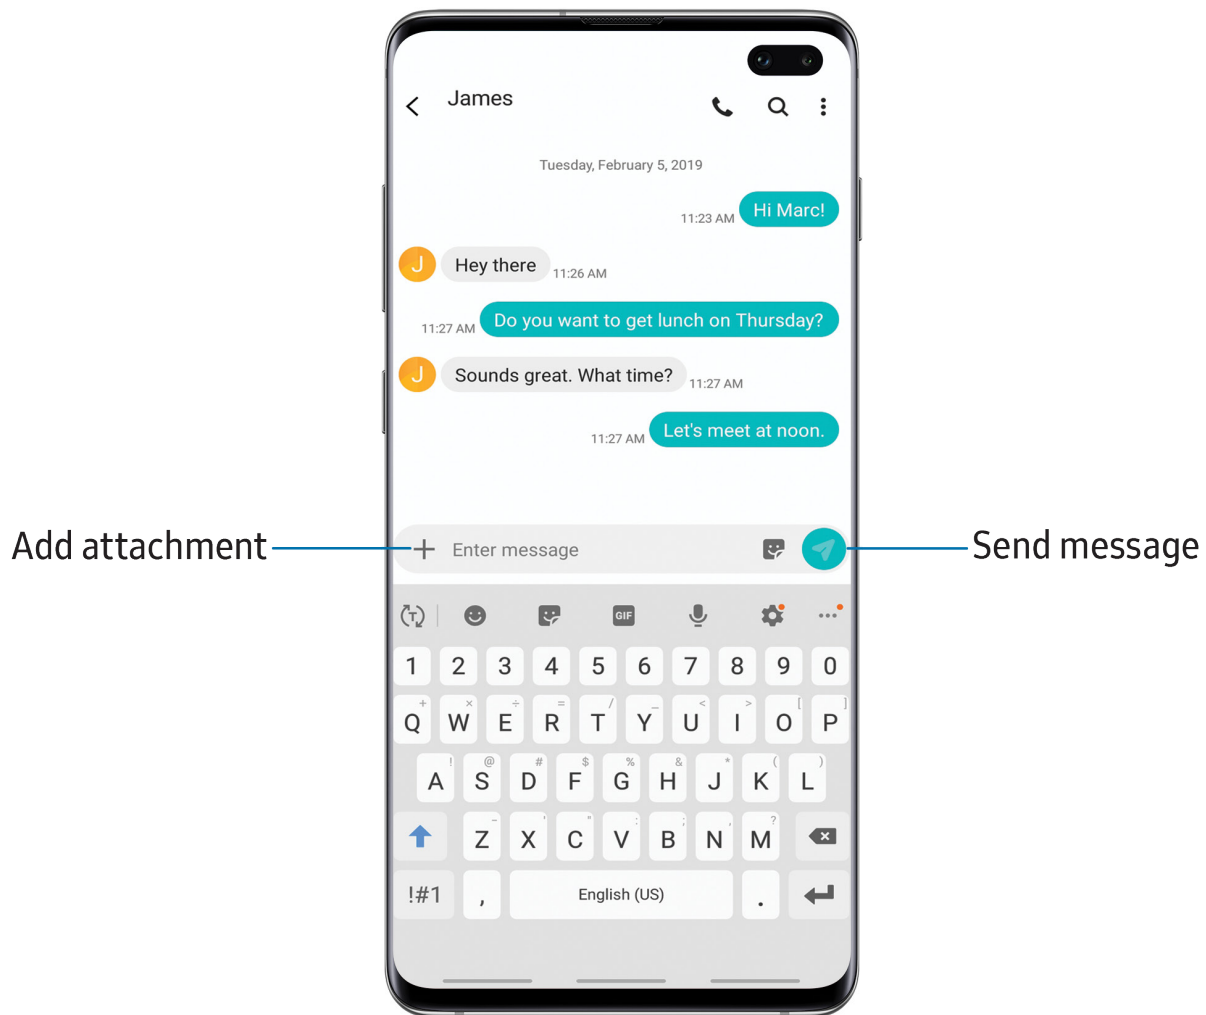 James
Tuesday, February 5, 2019
11:23 AM Hi Marc!
J Hey there 11:26 AM
11:27 AM Do you want to get lunch on Thursday?
J Sounds great. What time? 11:27 AM
11:27 AM Let's meet at noon.
Add attachment + Enter message Send message
T GIF
1 2 3 4 5 6 7 8 9 0
+ × ÷ = / _ < > [ ]
Q W E R T Y U I O P
! @ # $ % & * ( )
A S D F G H J K L
- ' " : ; , ?
Z X C V B N M
!#1 , English (US) .